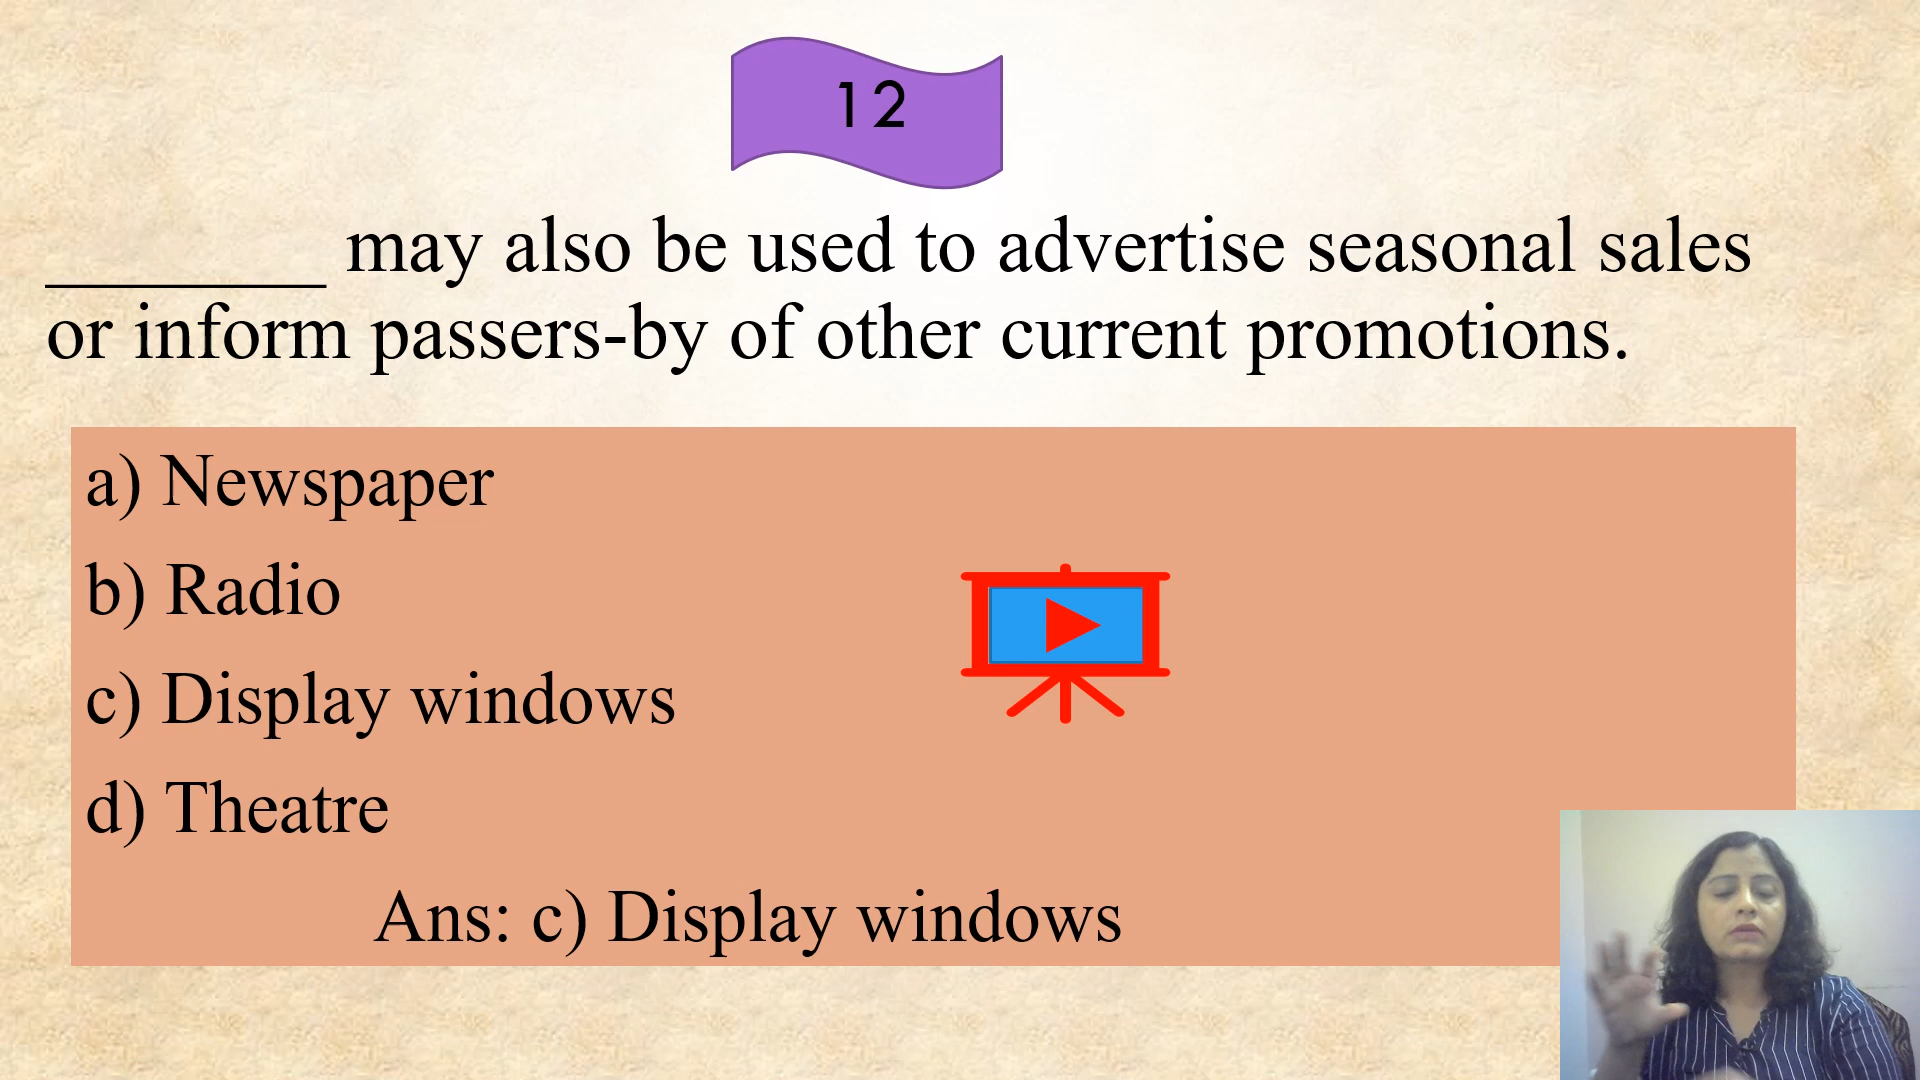 12
_______ may also be used to advertise seasonal sales
or inform passers-by of other current promotions.
a) Newspaper
b) Radio
c) Display windows
d) Theatre
Ans: c) Display windows